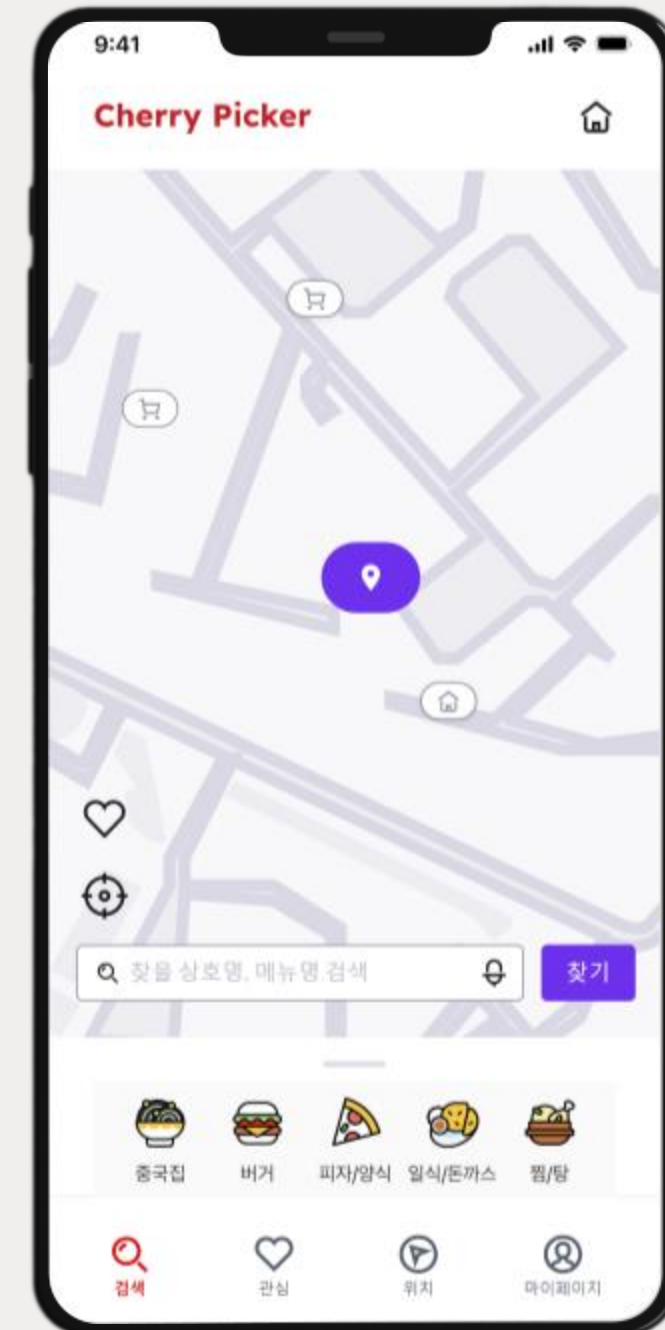 9:41
Cherry Picker
찾을 상호명, 메뉴명 검색
찾기
중국집 버거 피자/양식 일식/돈까스 찜/탕
검색 관심 위치 마이페이지